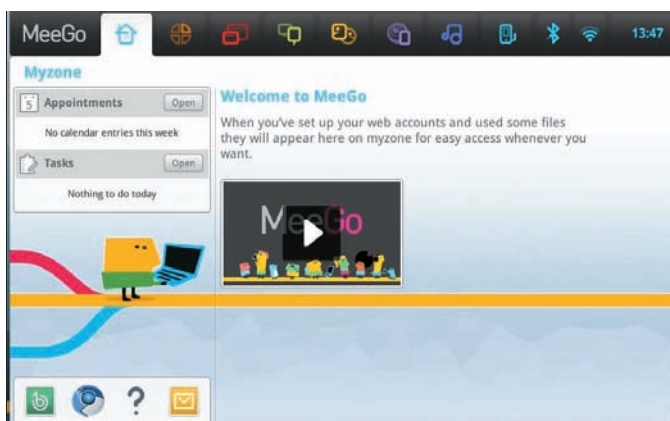 MeeGo
13:47
Myzone
5 Appointments Open
No calendar entries this week
Tasks Open
Nothing to do today
Welcome to MeeGo
When you've set up your web accounts and used some files
they will appear here on myzone for easy access whenever you
want.
MeeGo
b
?